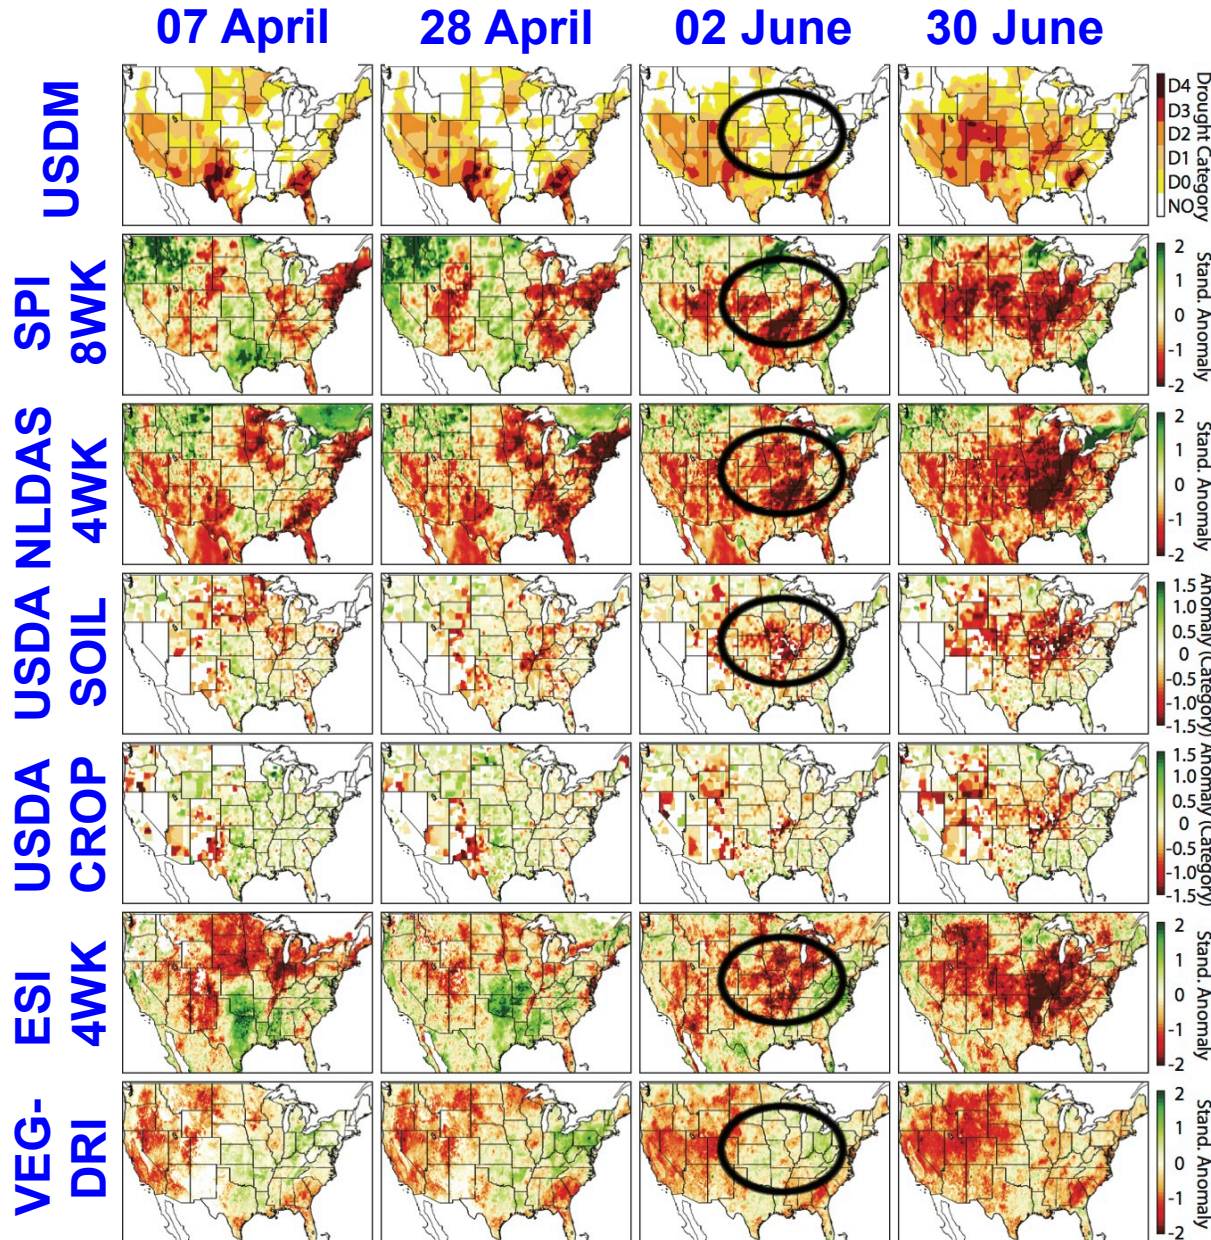 07 April 28 April 02 June 30 June
USDM
D4
D3
D2
D1
D0
NO
Drought Category
SPI
8WK
2
1
0
-1
-2
Stand. Anomaly
NLDAS
4WK
2
1
0
-1
-2
Stand. Anomaly
USDA
SOIL
1.5
1.0
0.5
0
-0.5
-1.0
-1.5
Anomaly (Category)
USDA
CROP
1.5
1.0
0.5
0
-0.5
-1.0
-1.5
Anomaly (Category)
ESI
4WK
2
1
0
-1
-2
Stand. Anomaly
VEG-
DRI
2
1
0
-1
-2
Stand. Anomaly